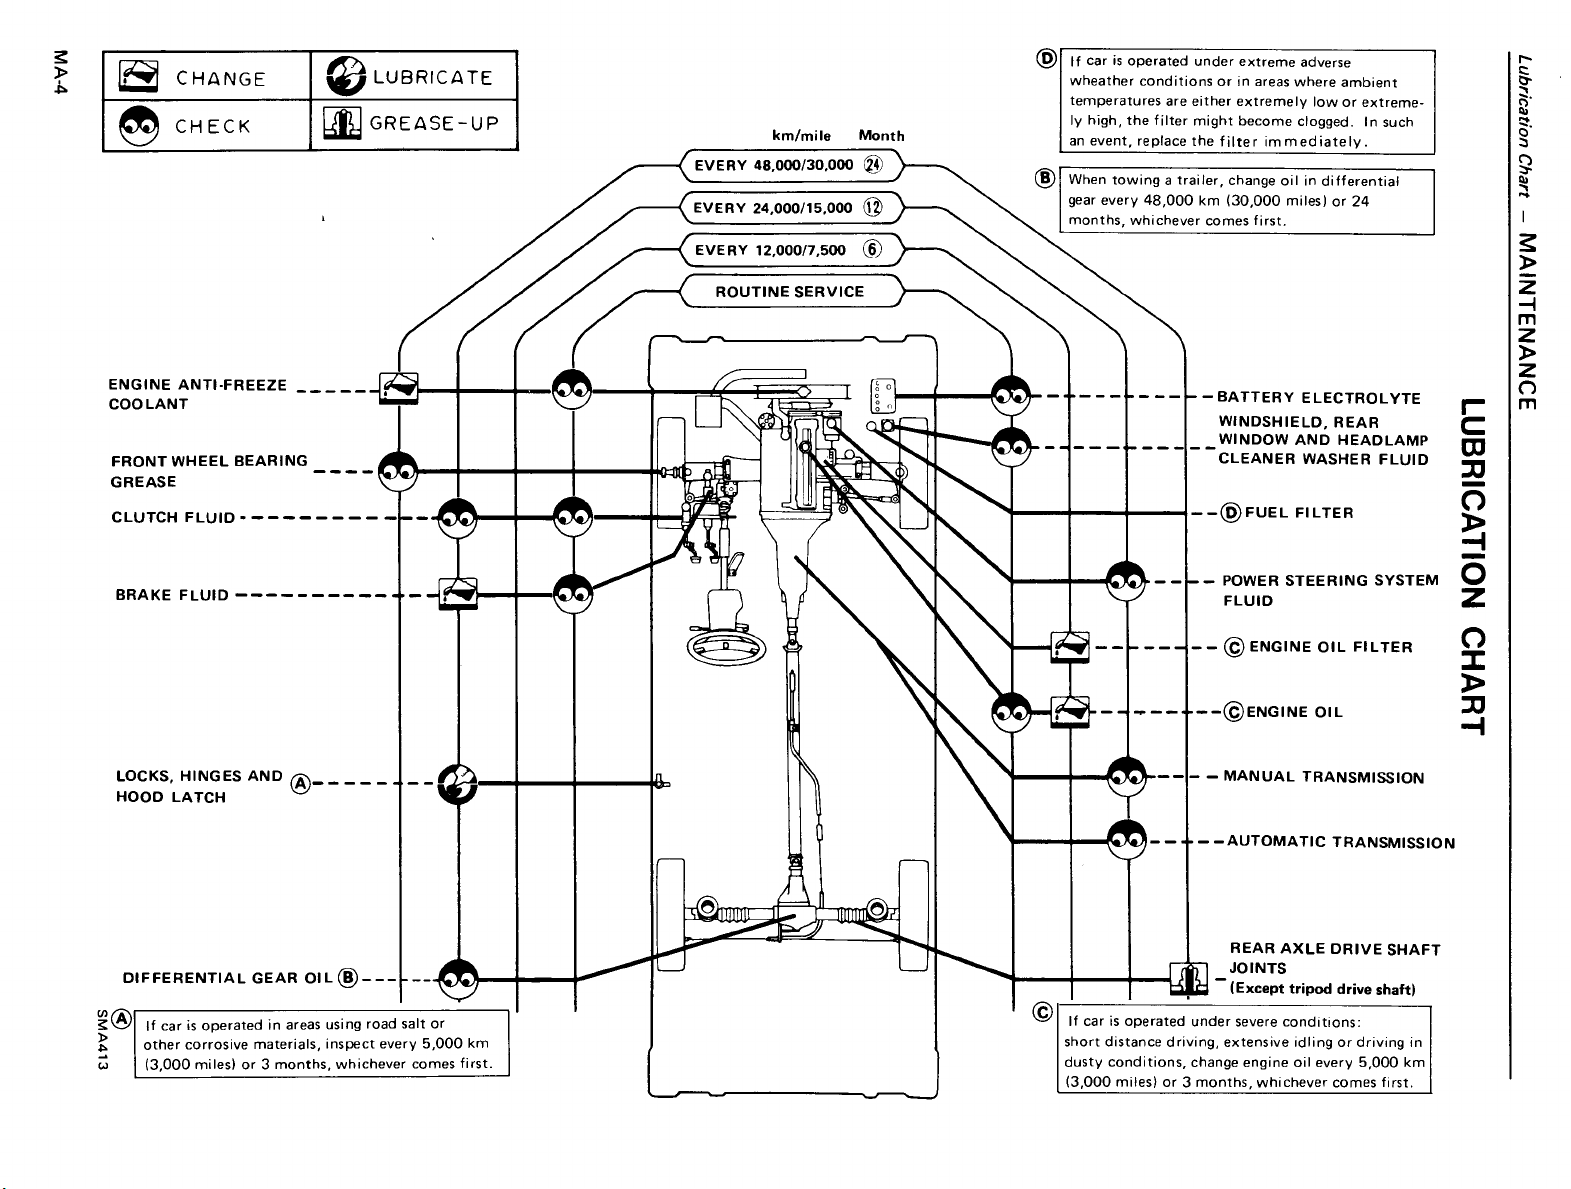 MA-4
Lubrication Chart — MAINTENANCE
LUBRICATION CHART
CHANGE
LUBRICATE
CHECK
GREASE-UP
km/mile Month
EVERY 48,000/30,000 24
EVERY 24,000/15,000 12
EVERY 12,000/7,500 6
ROUTINE SERVICE
D
If car is operated under extreme adverse
wheather conditions or in areas where ambient
temperatures are either extremely low or extreme-
ly high, the filter might become clogged. In such
an event, replace the filter immediately.
B
When towing a trailer, change oil in differential
gear every 48,000 km (30,000 miles) or 24
months, whichever comes first.
ENGINE ANTI-FREEZE
COOLANT
FRONT WHEEL BEARING
GREASE
CLUTCH FLUID
BRAKE FLUID
LOCKS, HINGES AND A
HOOD LATCH
DIFFERENTIAL GEAR OIL B
BATTERY ELECTROLYTE
WINDSHIELD, REAR
WINDOW AND HEADLAMP
CLEANER WASHER FLUID
D FUEL FILTER
POWER STEERING SYSTEM
FLUID
C ENGINE OIL FILTER
C ENGINE OIL
MANUAL TRANSMISSION
AUTOMATIC TRANSMISSION
REAR AXLE DRIVE SHAFT
JOINTS
(Except tripod drive shaft)
A
If car is operated in areas using road salt or
other corrosive materials, inspect every 5,000 km
(3,000 miles) or 3 months, whichever comes first.
SMA413
C
If car is operated under severe conditions:
short distance driving, extensive idling or driving in
dusty conditions, change engine oil every 5,000 km
(3,000 miles) or 3 months, whichever comes first.